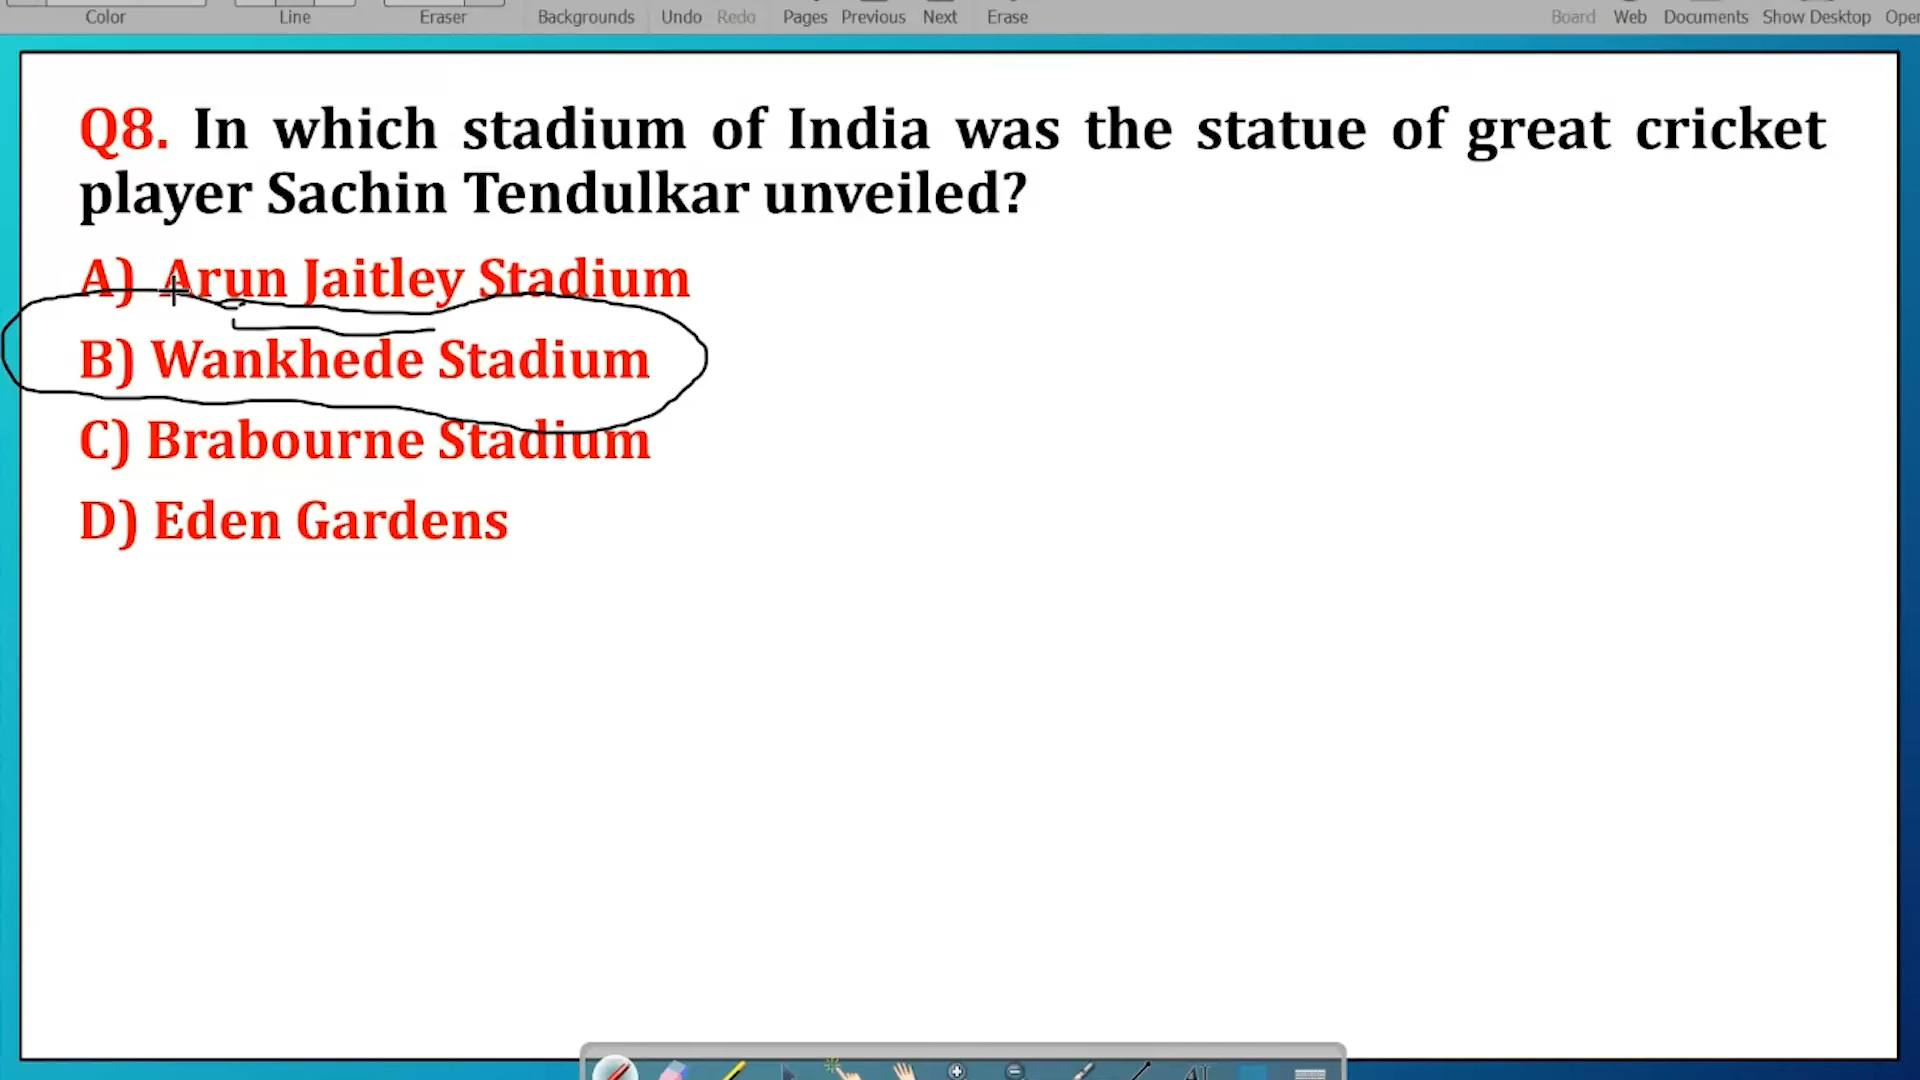 Color Line Eraser Backgrounds Undo Redo Pages Previous Next Erase Board Web Documents Show Desktop
Q8. In which stadium of India was the statue of great cricket
player Sachin Tendulkar unveiled?
A) Arun Jaitley Stadium
B) Wankhede Stadium
C) Brabourne Stadium
D) Eden Gardens